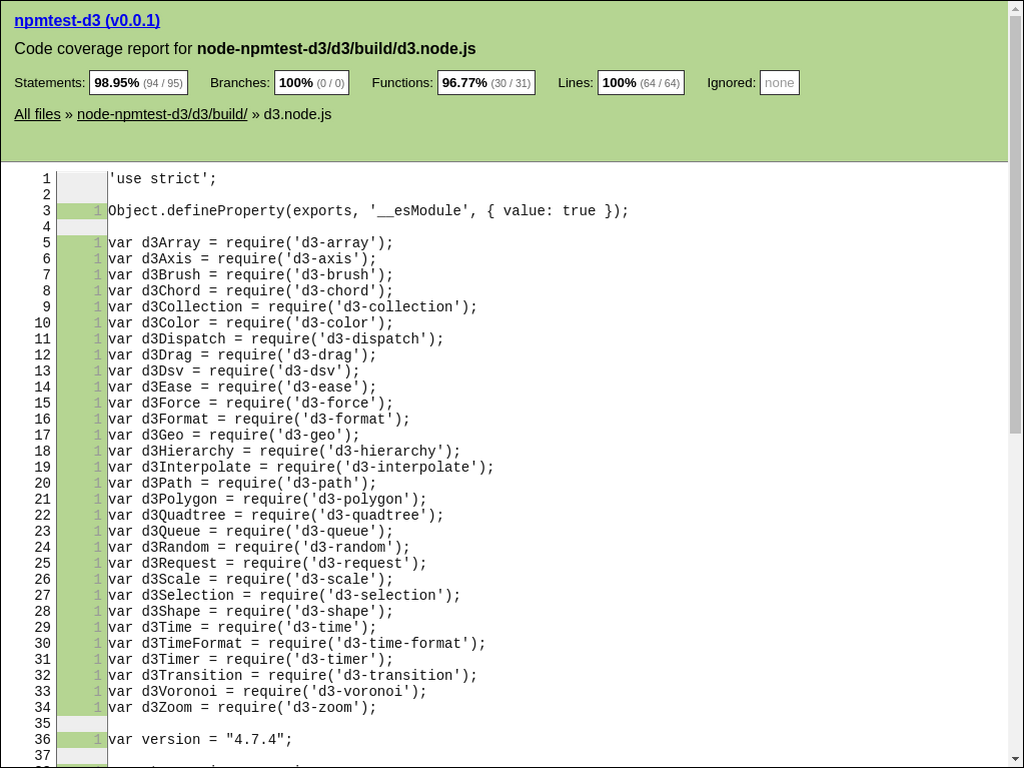 npmtest-d3 (v0.0.1)
Code coverage report for node-npmtest-d3/d3/build/d3.node.js
Statements: 98.95% (94 / 95) Branches: 100% (0 / 0) Functions: 96.77% (30 / 31) Lines: 100% (64 / 64) Ignored: none
All files » node-npmtest-d3/d3/build/ » d3.node.js
1 'use strict';
2
3 1 Object.defineProperty(exports, '__esModule', { value: true });
4
5 1 var d3Array = require('d3-array');
6 1 var d3Axis = require('d3-axis');
7 1 var d3Brush = require('d3-brush');
8 1 var d3Chord = require('d3-chord');
9 1 var d3Collection = require('d3-collection');
10 1 var d3Color = require('d3-color');
11 1 var d3Dispatch = require('d3-dispatch');
12 1 var d3Drag = require('d3-drag');
13 1 var d3Dsv = require('d3-dsv');
14 1 var d3Ease = require('d3-ease');
15 1 var d3Force = require('d3-force');
16 1 var d3Format = require('d3-format');
17 1 var d3Geo = require('d3-geo');
18 1 var d3Hierarchy = require('d3-hierarchy');
19 1 var d3Interpolate = require('d3-interpolate');
20 1 var d3Path = require('d3-path');
21 1 var d3Polygon = require('d3-polygon');
22 1 var d3Quadtree = require('d3-quadtree');
23 1 var d3Queue = require('d3-queue');
24 1 var d3Random = require('d3-random');
25 1 var d3Request = require('d3-request');
26 1 var d3Scale = require('d3-scale');
27 1 var d3Selection = require('d3-selection');
28 1 var d3Shape = require('d3-shape');
29 1 var d3Time = require('d3-time');
30 1 var d3TimeFormat = require('d3-time-format');
31 1 var d3Timer = require('d3-timer');
32 1 var d3Transition = require('d3-transition');
33 1 var d3Voronoi = require('d3-voronoi');
34 1 var d3Zoom = require('d3-zoom');
35
36 1 var version = "4.7.4";
37